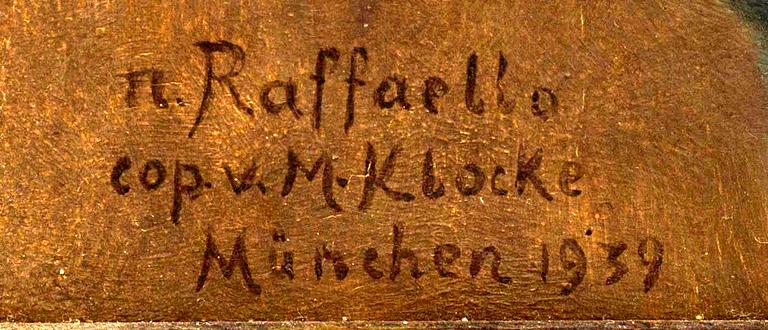 n. Raffaello
cop. v. M. Klocke
München 1939